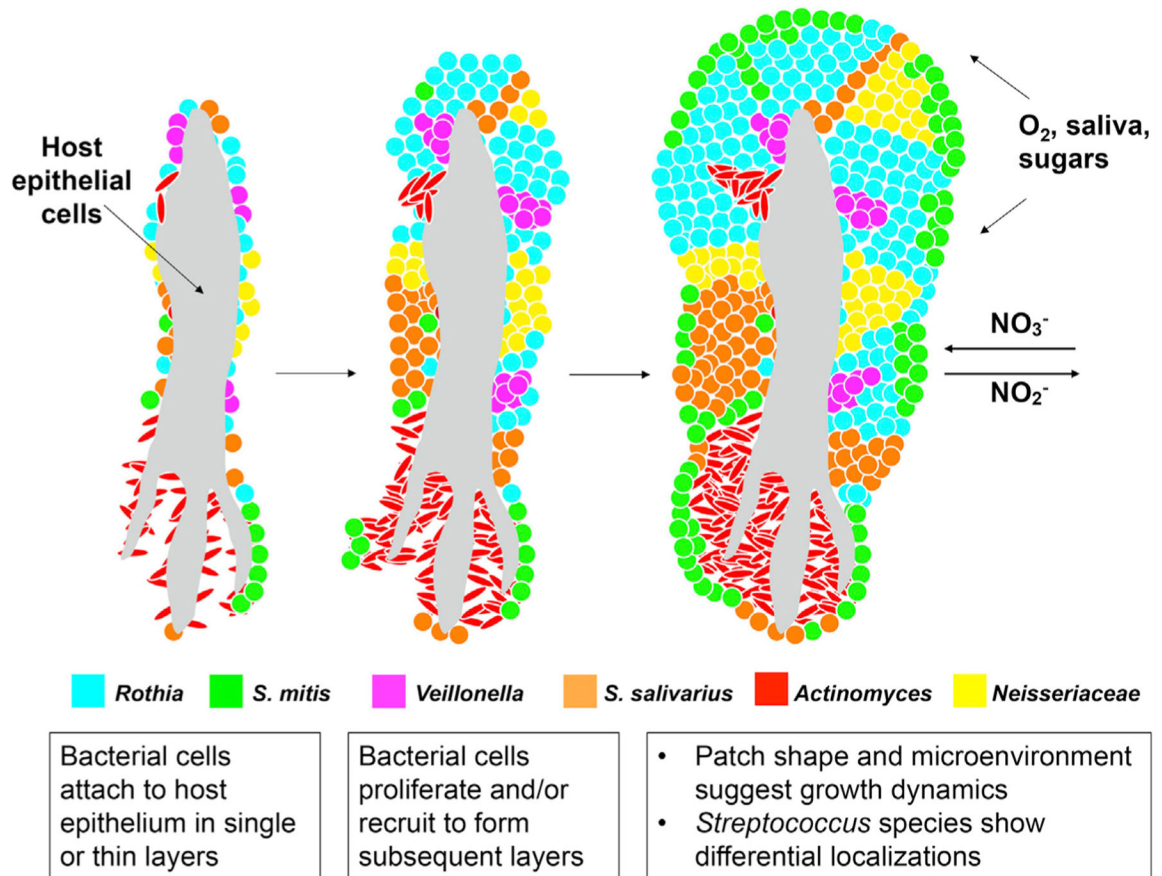 Host
epithelial
cells
O₂, saliva,
sugars
NO₃⁻
NO₂⁻
Rothia
S. mitis
Veillonella
S. salivarius
Actinomyces
Neisseriaceae
Bacterial cells
attach to host
epithelium in single
or thin layers
Bacterial cells
proliferate and/or
recruit to form
subsequent layers
• Patch shape and microenvironment
suggest growth dynamics
• Streptococcus species show
differential localizations